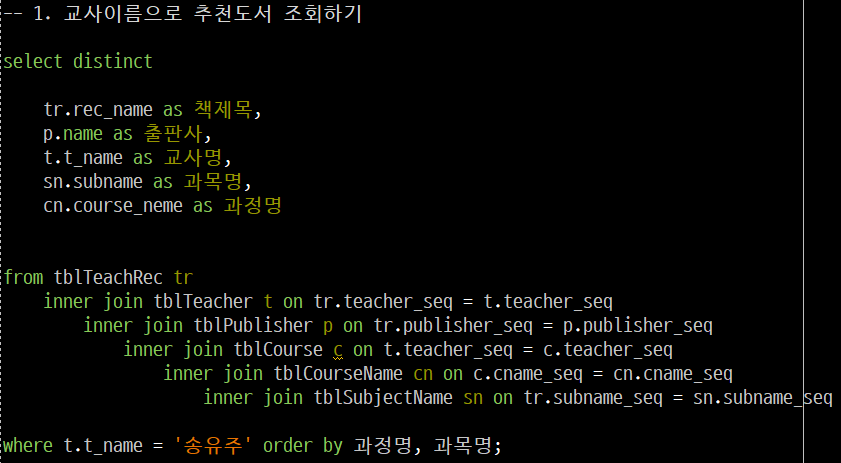 -- 1. 교사이름으로 추천도서 조회하기
select distinct
tr.rec_name as 책제목,
p.name as 출판사,
t.t_name as 교사명,
sn.subname as 과목명,
cn.course_neme as 과정명
from tblTeachRec tr
inner join tblTeacher t on tr.teacher_seq = t.teacher_seq
inner join tblPublisher p on tr.publisher_seq = p.publisher_seq
inner join tblCourse c on t.teacher_seq = c.teacher_seq
inner join tblCourseName cn on c.cname_seq = cn.cname_seq
inner join tblSubjectName sn on tr.subname_seq = sn.subname_seq
where t.t_name = '송유주' order by 과정명, 과목명;